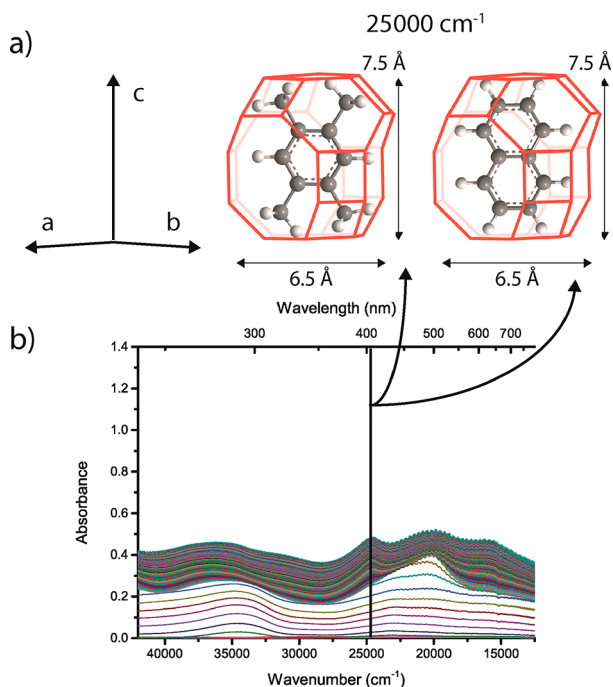 25000 cm⁻¹
a)
7.5 Å
7.5 Å
c
a
b
6.5 Å
6.5 Å
Wavelength (nm)
b)
300
400
500
600
700
1.4
1.2
1.0
0.8
0.6
0.4
0.2
0.0
Absorbance
40000
35000
30000
25000
20000
15000
Wavenumber (cm⁻¹)